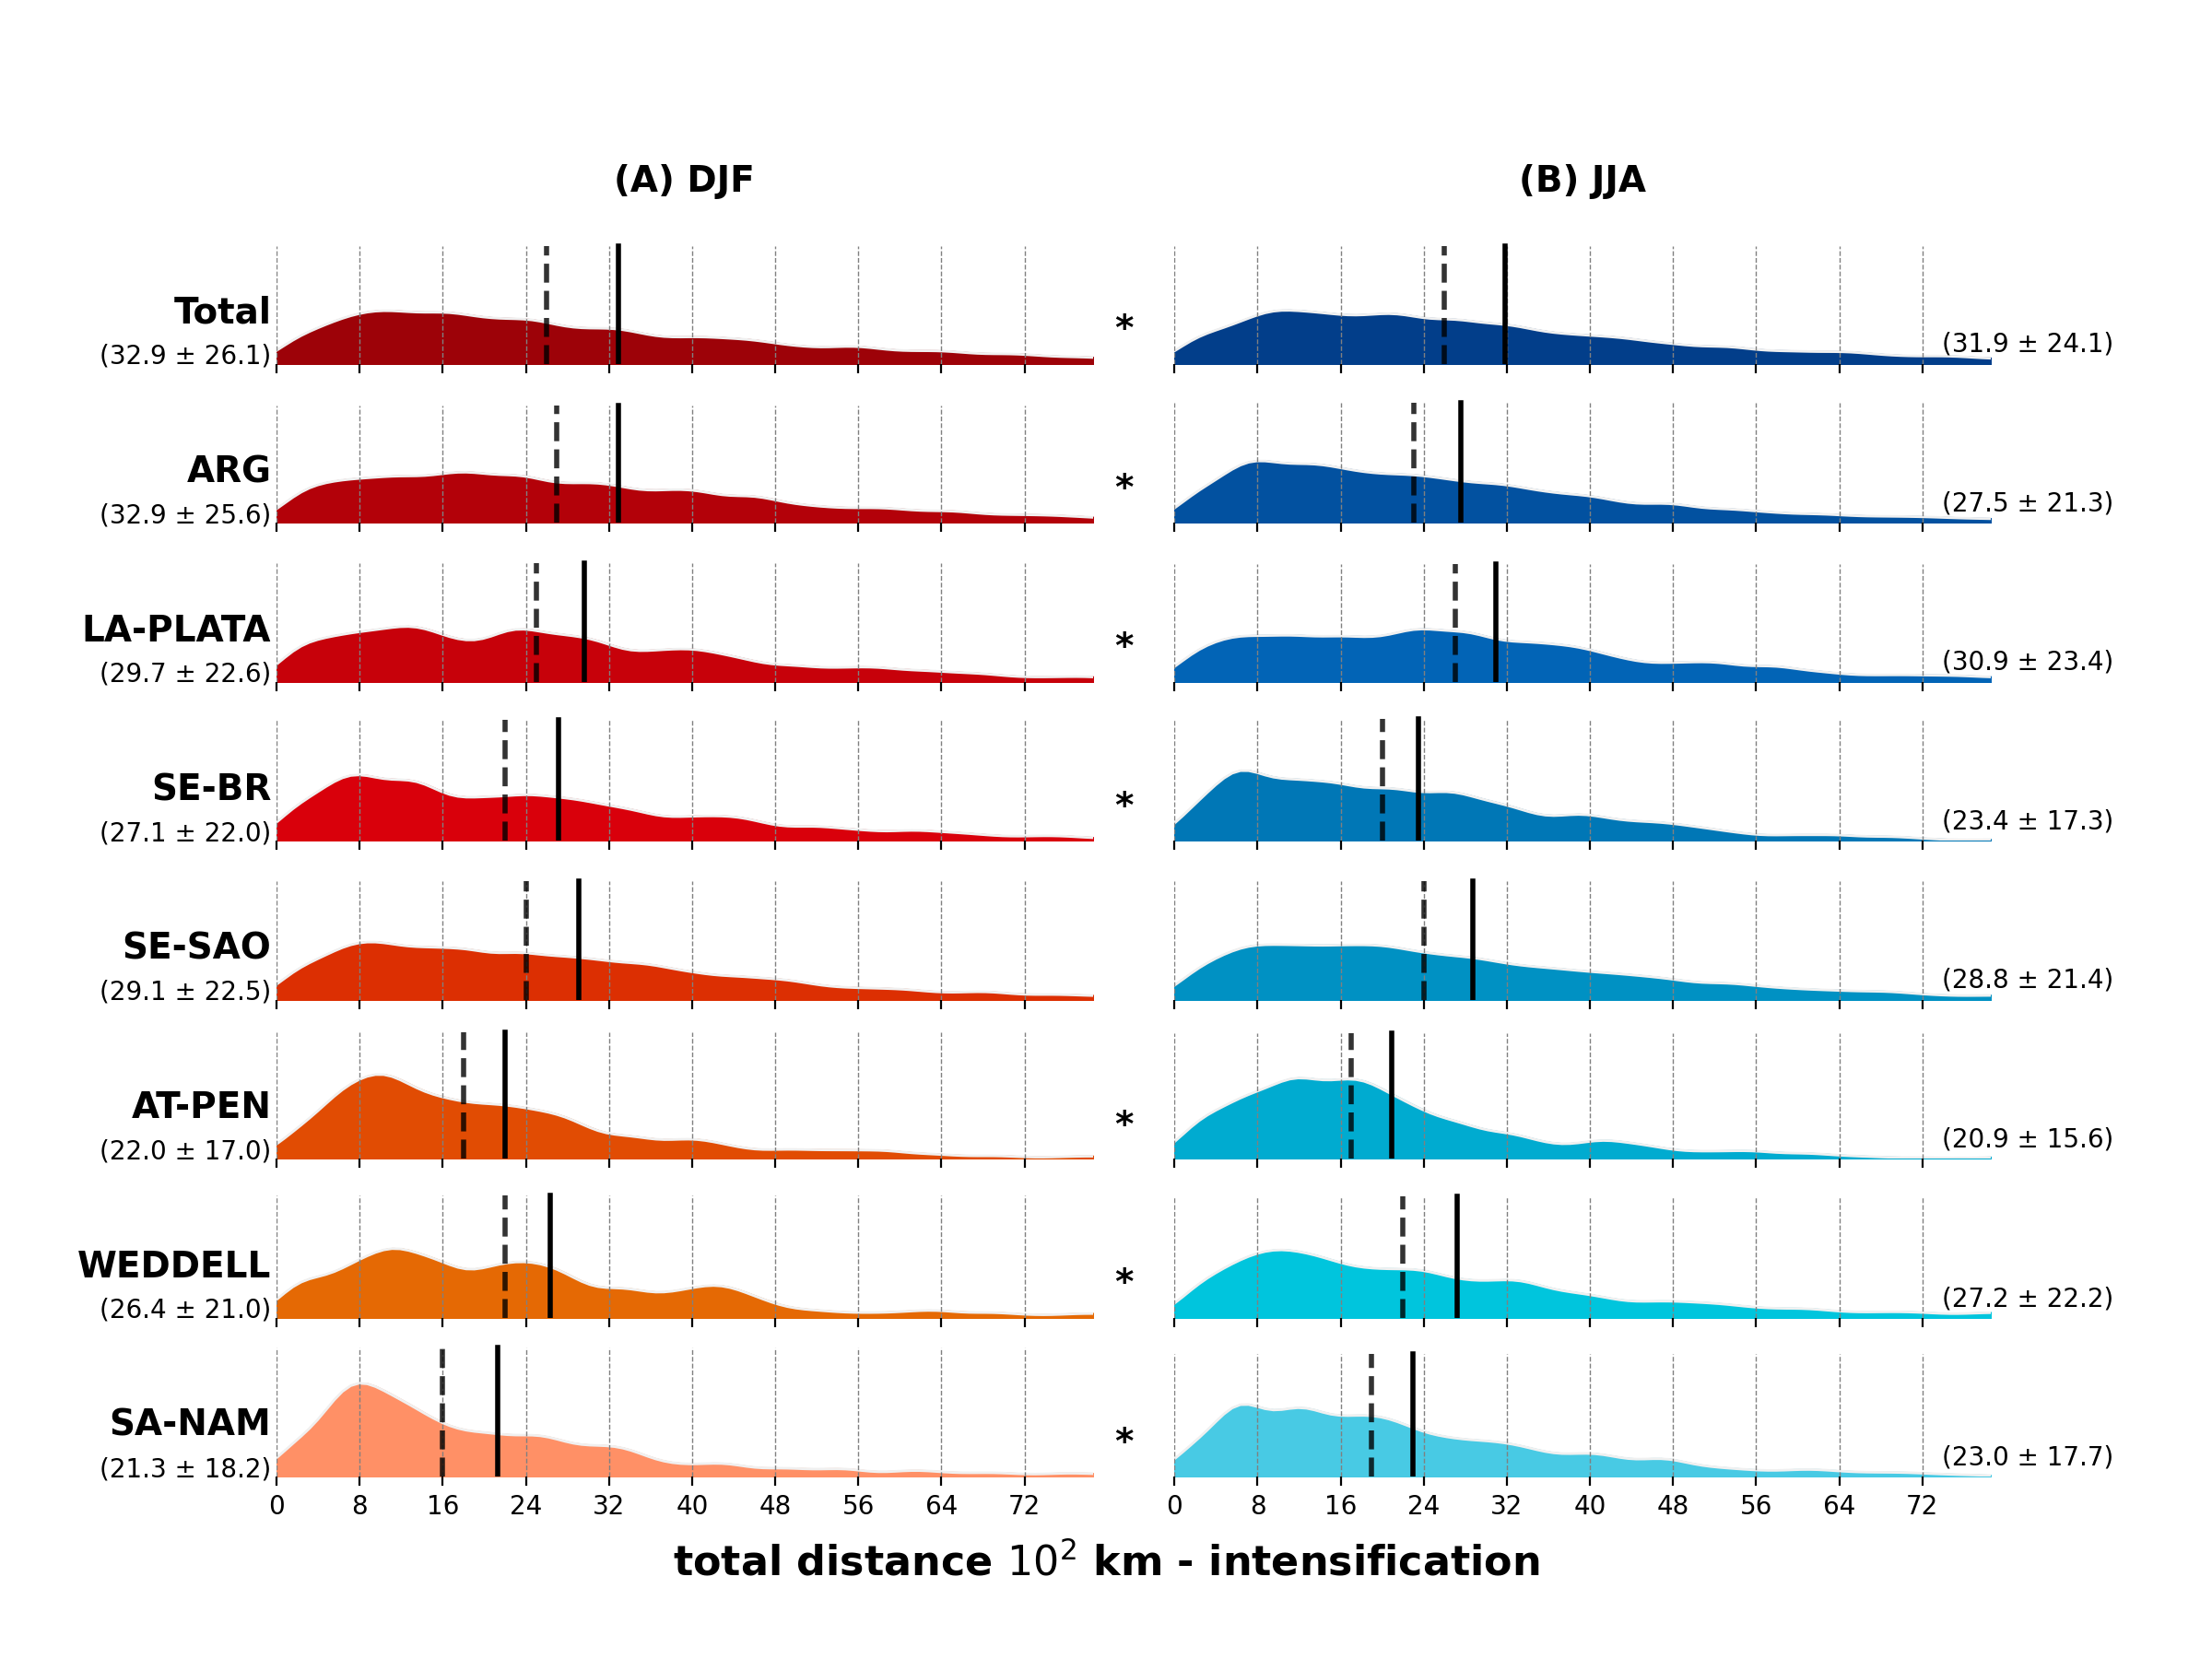 (A) DJF (B) JJA
Total * 
(32.9 ± 26.1) (31.9 ± 24.1)
ARG *
(32.9 ± 25.6) (27.5 ± 21.3)
LA-PLATA *
(29.7 ± 22.6) (30.9 ± 23.4)
SE-BR *
(27.1 ± 22.0) (23.4 ± 17.3)
SE-SAO
(29.1 ± 22.5) (28.8 ± 21.4)
AT-PEN *
(22.0 ± 17.0) (20.9 ± 15.6)
WEDDELL *
(26.4 ± 21.0) (27.2 ± 22.2)
SA-NAM *
(21.3 ± 18.2) (23.0 ± 17.7)
0 8 16 24 32 40 48 56 64 72 0 8 16 24 32 40 48 56 64 72
total distance 10² km - intensification